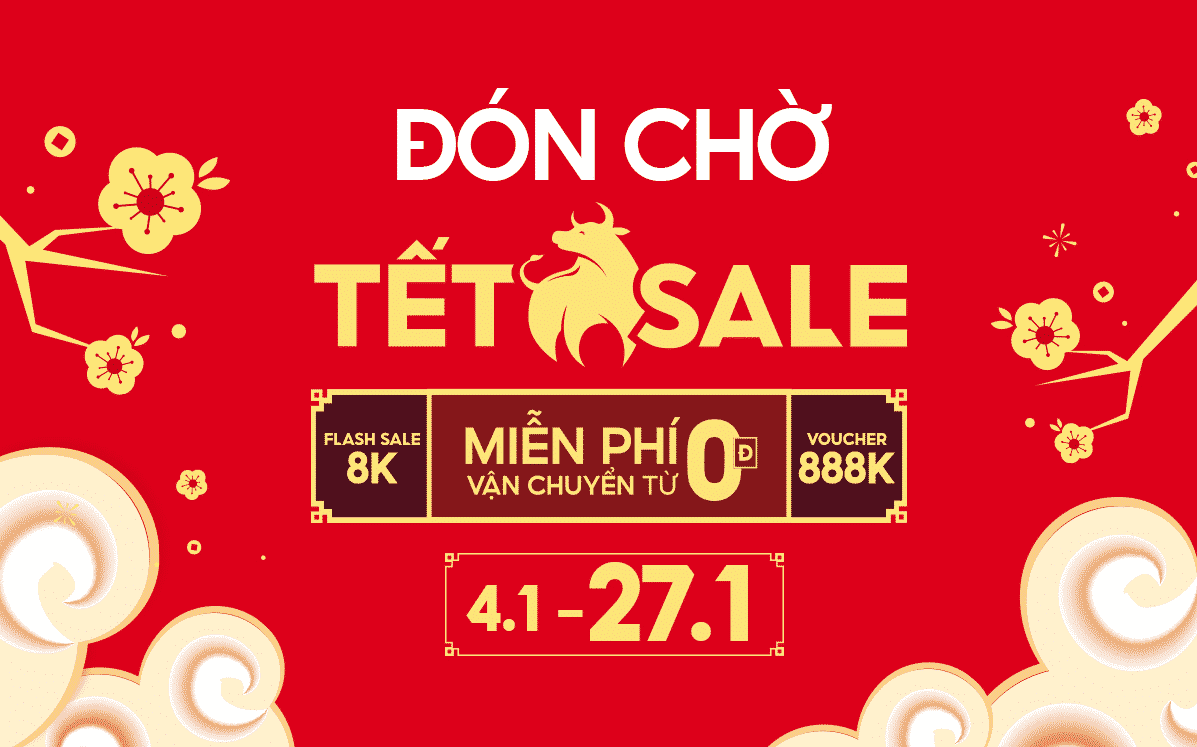 ĐÓN CHỜ
TẾT SALE
FLASH SALE
8K
MIỄN PHÍ
VẬN CHUYỂN TỪ
0Đ
VOUCHER
888K
4.1 – 27.1